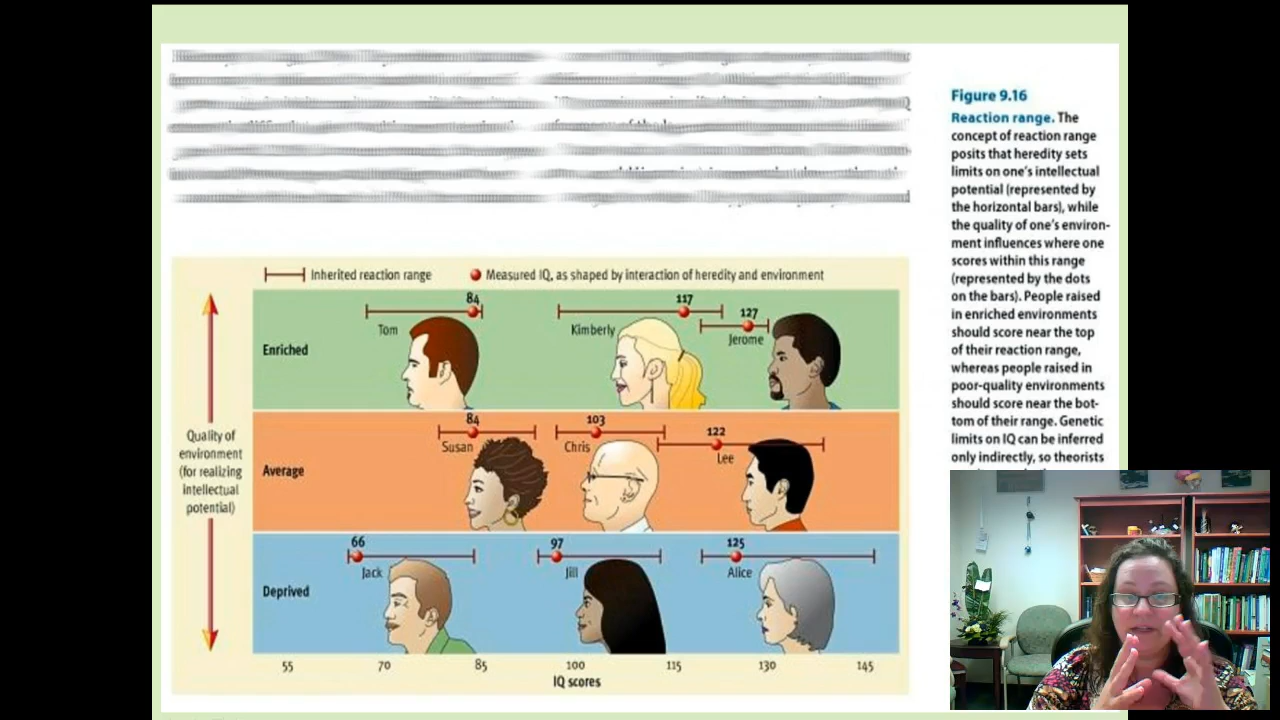 Figure 9.16
Reaction range. The
concept of reaction range
posits that heredity sets
limits on one's intellectual
potential (represented by
the horizontal bars), while
the quality of one's environ-
ment influences where one
scores within this range
(represented by the dots
on the bars). People raised
in enriched environments
should score near the top
of their reaction range,
whereas people raised in
poor-quality environments
should score near the bot-
tom of their range. Genetic
limits on IQ can be inferred
only indirectly, so theorists
Inherited reaction range
Measured IQ, as shaped by interaction of heredity and environment
84
117
127
Tom
Kimberly
Jerome
Enriched
84
103
122
Susan
Chris
Lee
Quality of
environment
(for realizing
intellectual
potential)
Average
66
97
125
Jack
Jill
Alice
Deprived
55 70 85 100 115 130 145
IQ scores